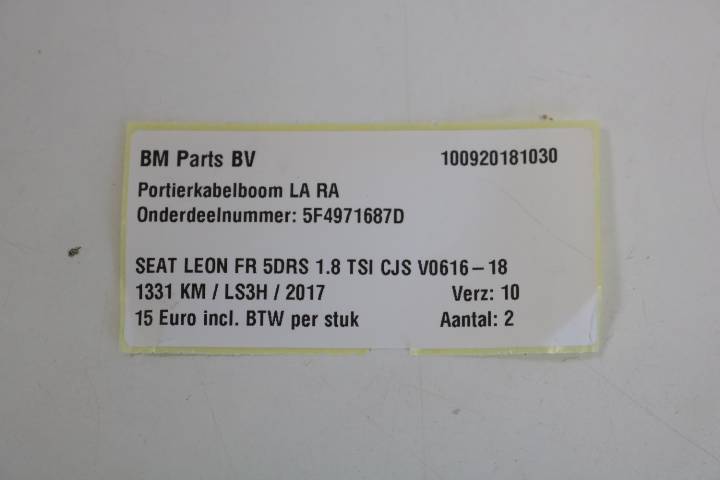 BM Parts BV 100920181030
Portierkabelboom LA RA
Onderdeelnummer: 5F4971687D
SEAT LEON FR 5DRS 1.8 TSI CJS V0616-18
1331 KM / LS3H / 2017 Verz: 10
15 Euro incl. BTW per stuk Aantal: 2